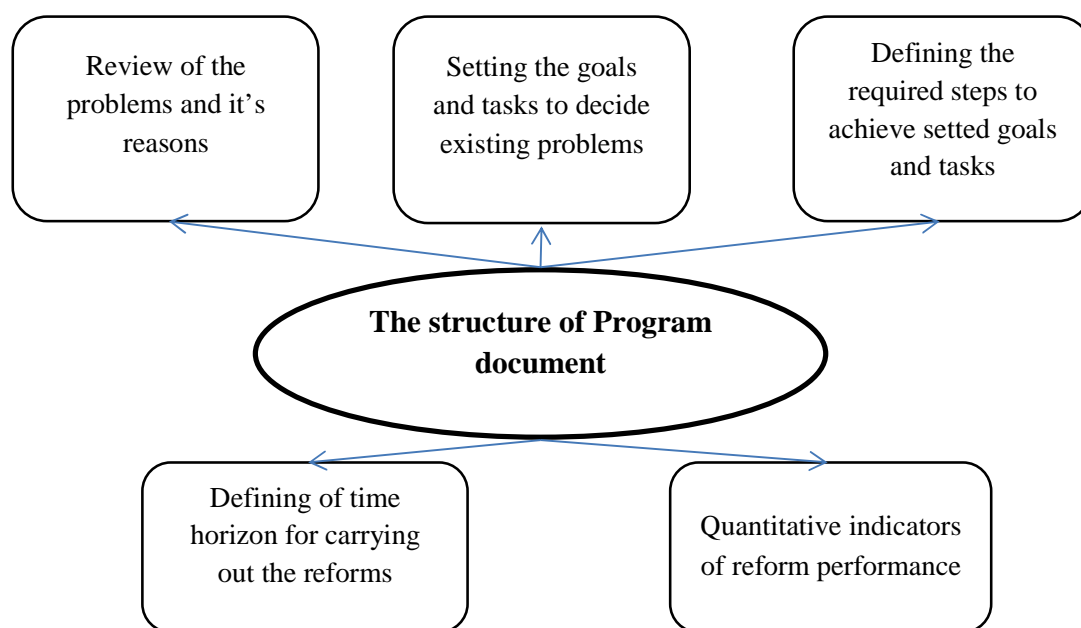 Review of the
problems and it’s
reasons
Setting the goals
and tasks to decide
existing problems
Defining the
required steps to
achieve setted goals
and tasks
The structure of Program
document
Defining of time
horizon for carrying
out the reforms
Quantitative indicators
of reform performance